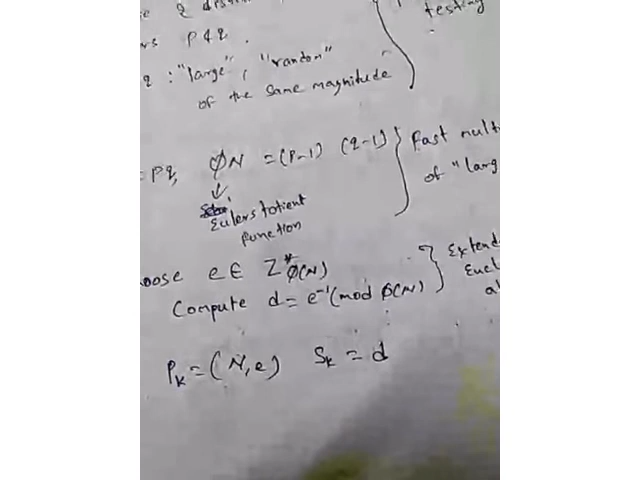 P & q.
testing
: "large", "random"
of the same magnitude
= Pq, ϕN = (P-1) (q-1) } Fast
of "larg
↓
Eulers totient
function
oose e ∈ Z*ϕ(N) } Extend
Compute d = e⁻¹(mod ϕ(N)) Eucl
Pk = (N, e) Sk = d